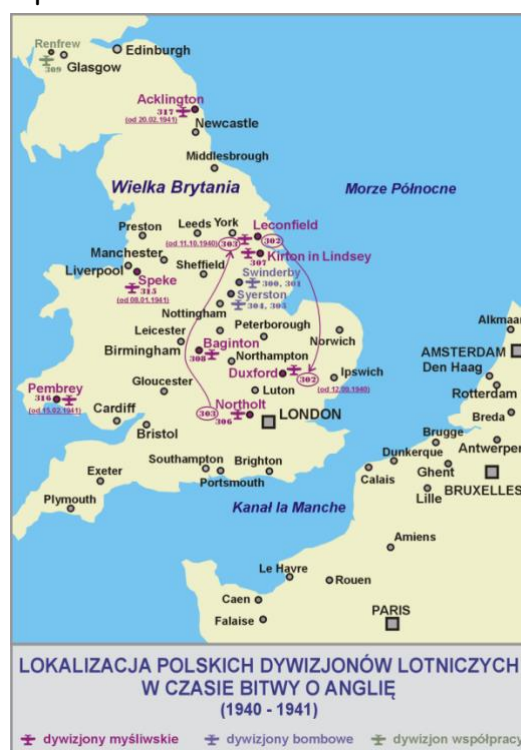 Renfrew
309
Glasgow
Edinburgh
Acklington
317
(od 20.02.1941)
Newcastle
Middlesbrough
Wielka Brytania
Morze Północne
Preston
Leeds
York
Leconfield
(od 11.10.1940)
303
302
307
Kirton in Lindsey
Manchester
Liverpool
Sheffield
Speke
315
(od 08.01.1941)
Swinderby
300, 301
Syerston
304, 305
Nottingham
Leicester
Peterborough
Norwich
Birmingham
Baginton
308
Northampton
Duxford
302
Ipswich
(od 12.09.1940)
Pembrey
316
(od 15.02.1941)
Gloucester
Luton
Cardiff
Bristol
303
Northolt
306
LONDON
Alkmaar
AMSTERDAM
Den Haag
Rotterdam
Breda
Brugge
Antwerpen
Dunkerque
Ghent
Calais
Lille
BRUXELLES
Southampton
Brighton
Portsmouth
Exeter
Plymouth
Kanał la Manche
Amiens
Le Havre
Rouen
Caen
Falaise
PARIS
LOKALIZACJA POLSKICH DYWIZJONÓW LOTNICZYCH
W CZASIE BITWY O ANGLIĘ
(1940 - 1941)
dywizjony myśliwskie dywizjony bombowe dywizjon współpracy